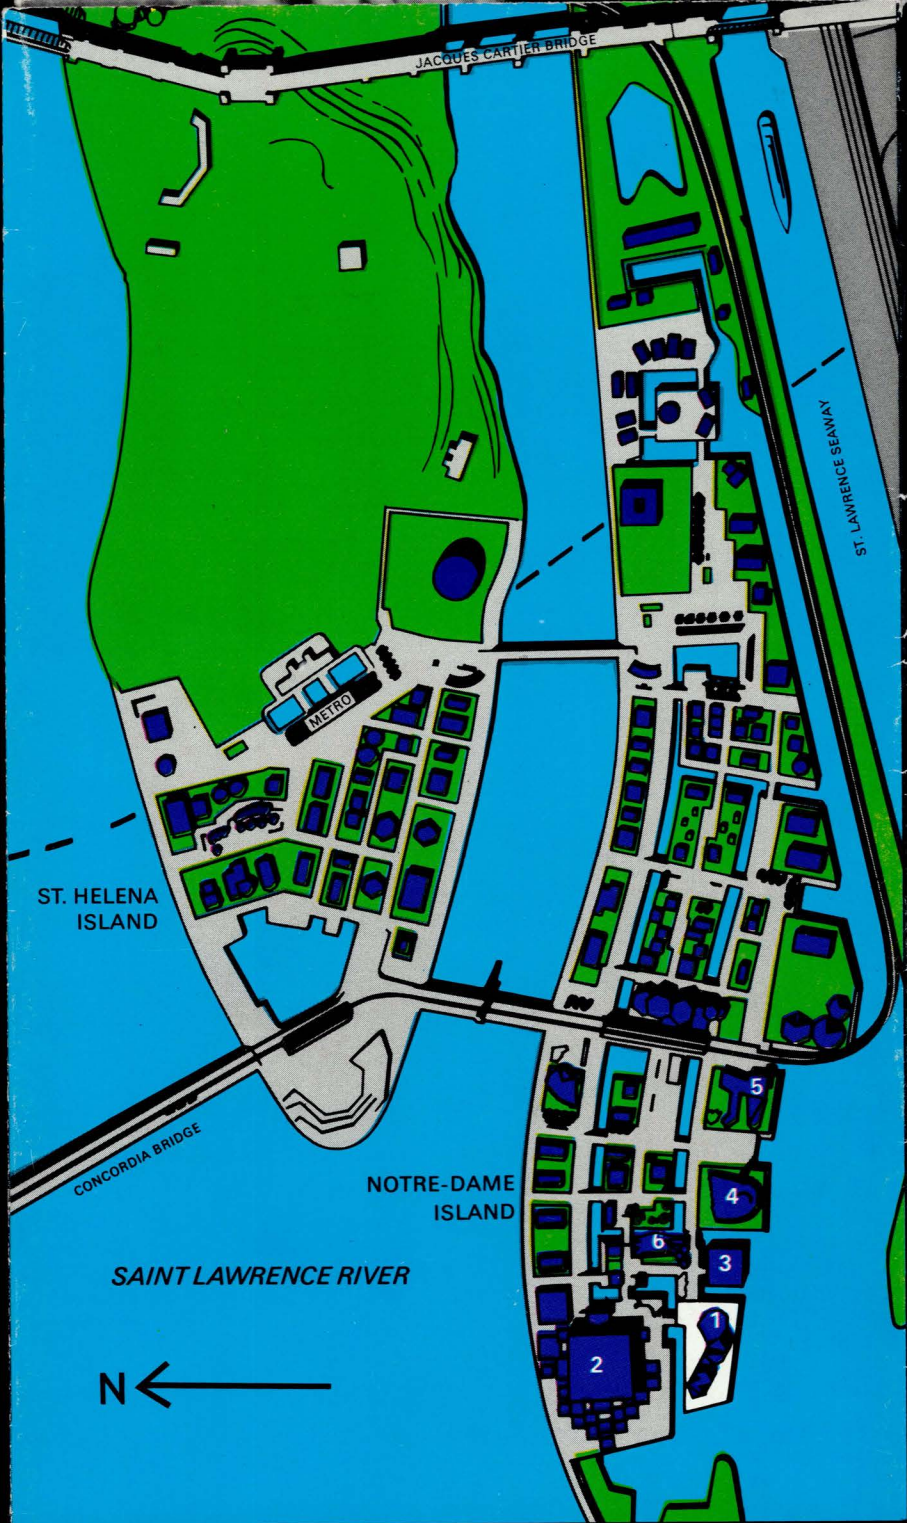 JACQUES CARTIER BRIDGE
ST. LAWRENCE SEAWAY
METRO
ST. HELENA
ISLAND
CONCORDIA BRIDGE
5
NOTRE-DAME
ISLAND
4
6
3
SAINT LAWRENCE RIVER
1
2
N